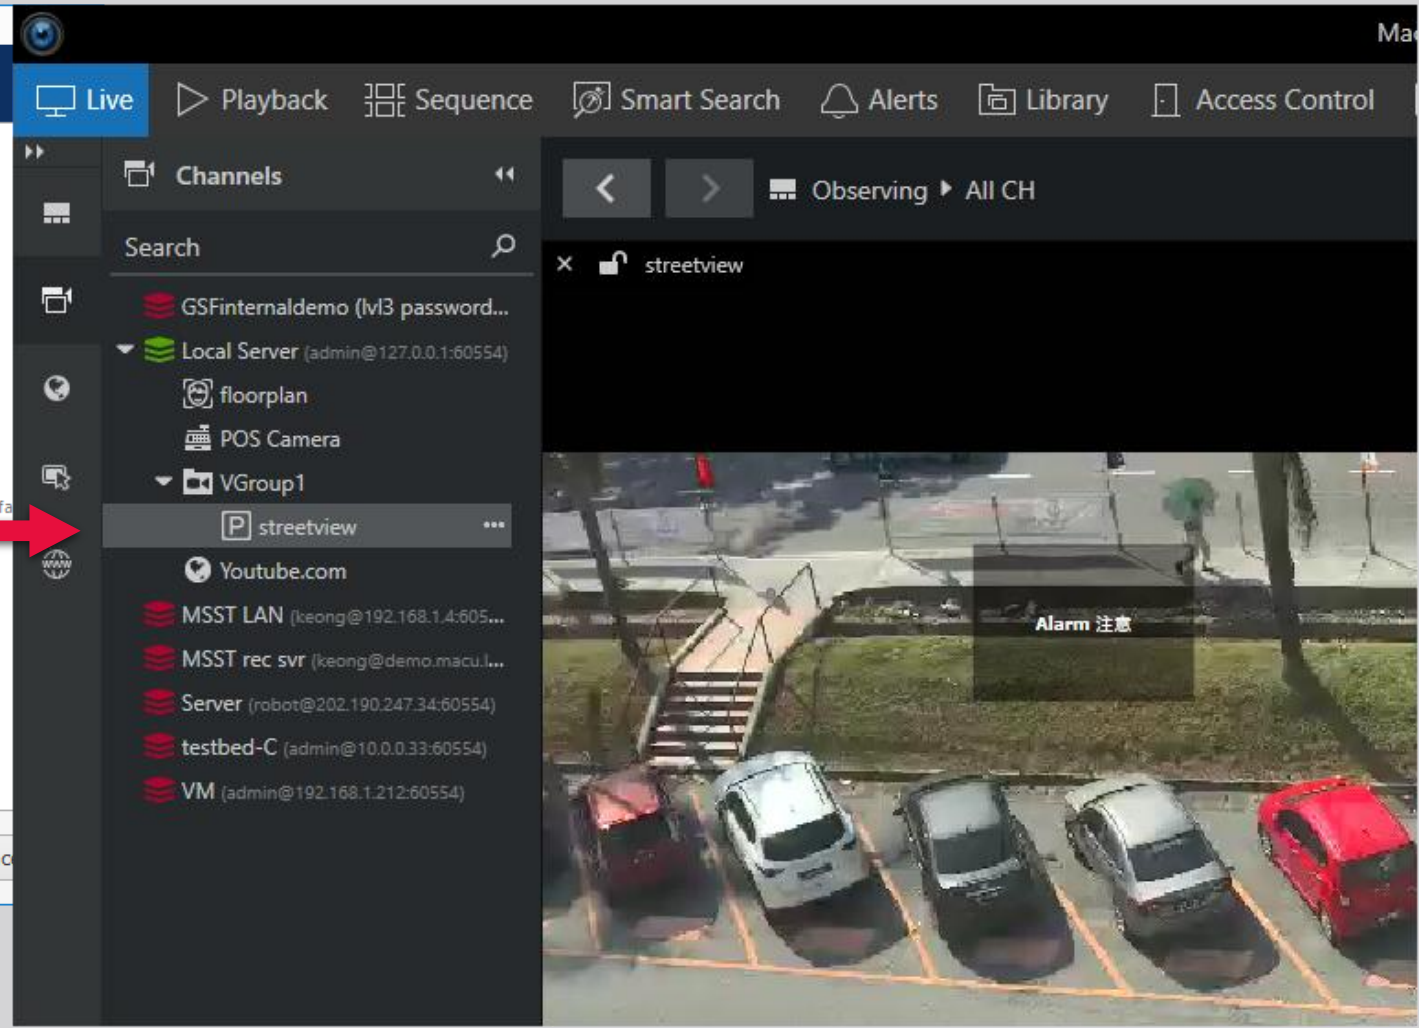 Mac
Live
Playback
Sequence
Smart Search
Alerts
Library
Access Control
Channels
Observing
All CH
Search
streetview
GSFinternaldemo (lvl3 password...
Local Server (admin@127.0.0.1:60554)
floorplan
POS Camera
VGroup1
P streetview
Youtube.com
MSST LAN (keong@192.168.1.4:605...
MSST rec svr (keong@demo.macu.l...
Server (robot@202.190.247.34:60554)
testbed-C (admin@10.0.0.33:60554)
VM (admin@192.168.1.212:60554)
fa
www
Alarm 注意